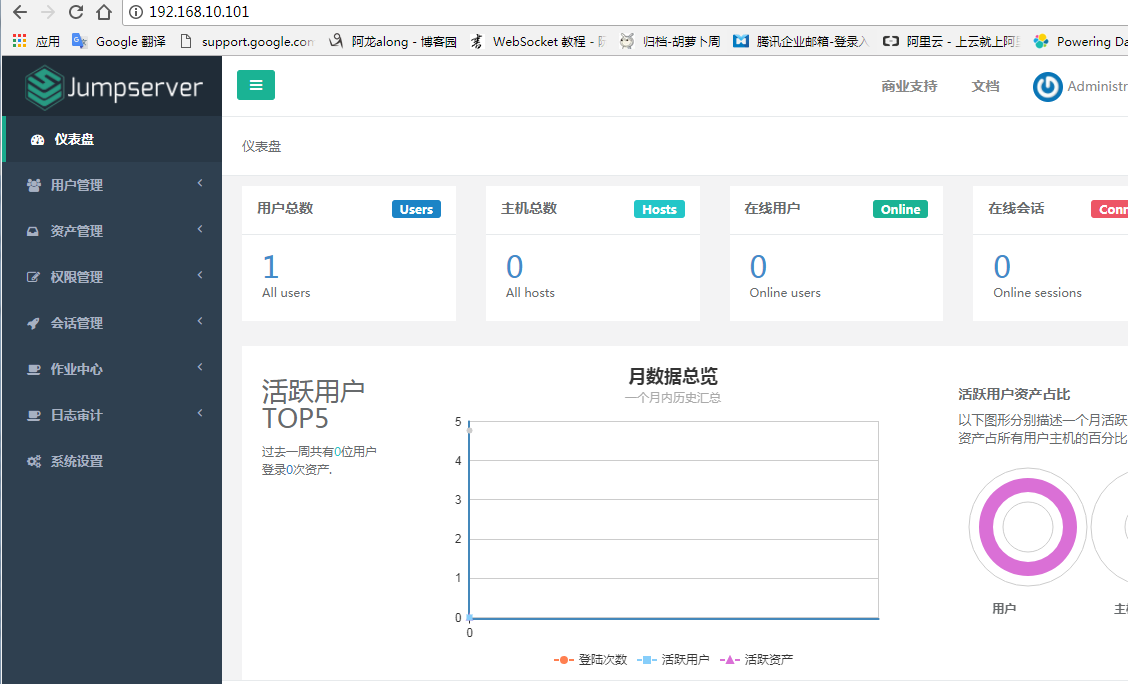 192.168.10.101
应用 Google 翻译 support.google.com 阿龙along - 博客园 WebSocket 教程 - 归档-胡萝卜周 腾讯企业邮箱-登录入 阿里云 - 上云就上阿 Powering Da
Jumpserver
商业支持 文档 Administr
仪表盘
用户管理
资产管理
权限管理
会话管理
作业中心
日志审计
系统设置
仪表盘
用户总数 Users
1
All users
主机总数 Hosts
0
All hosts
在线用户 Online
0
Online users
在线会话 Conn
0
Online sessions
活跃用户
TOP5
过去一周共有0位用户
登录0次资产.
月数据总览
一个月内历史汇总
5
4
3
2
1
0
0
登陆次数 活跃用户 活跃资产
活跃用户资产占比
以下图形分别描述一个月活跃
资产占所有用户主机的百分比
用户 主